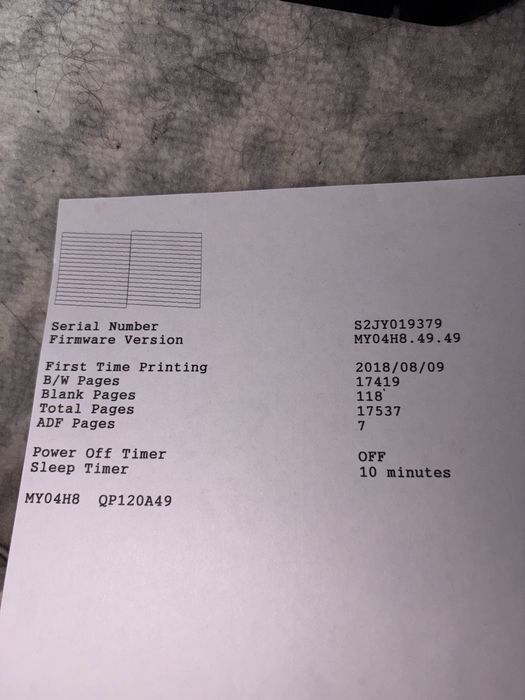 Serial Number S2JY019379
Firmware Version MY04H8.49.49
First Time Printing 2018/08/09
B/W Pages 17419
Blank Pages 118
Total Pages 17537
ADF Pages 7
Power Off Timer OFF
Sleep Timer 10 minutes
MY04H8 QP120A49